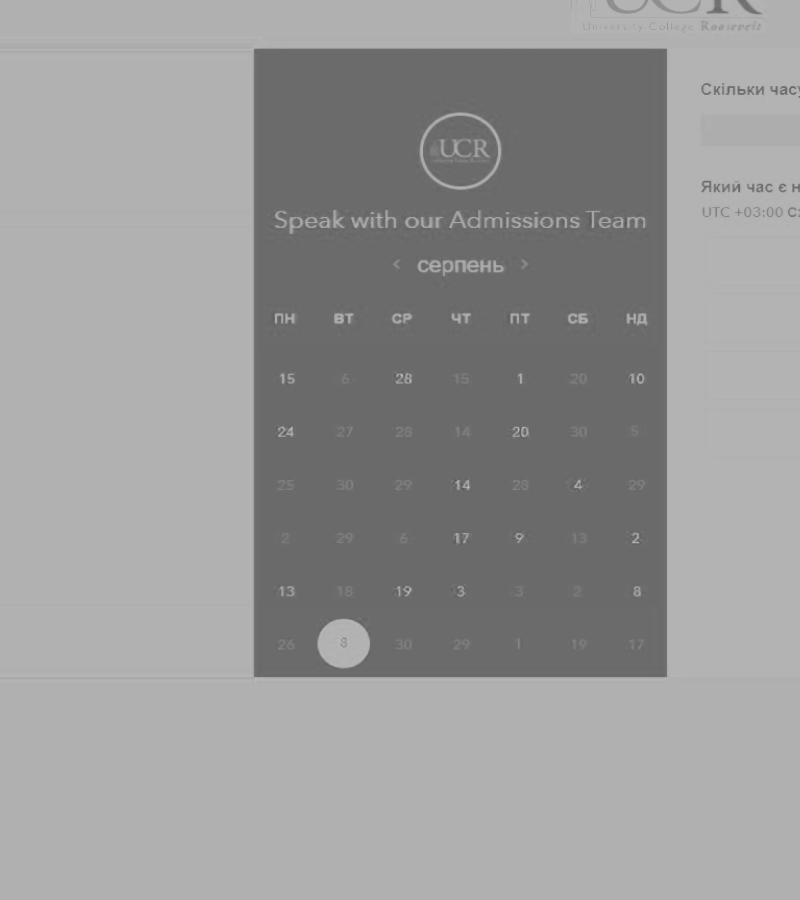 UCR
University College Roosevelt
UCR
Speak with our Admissions Team
< серпень >
ПН ВТ СР ЧТ ПТ СБ НД
15 6 28 15 1 20 10
24 27 28 14 20 30 5
25 30 29 14 28 4 29
2 29 6 17 9 13 2
13 18 19 3 3 2 8
26 8 30 29 1 19 17
Скільки часу
Який час є н
UTC +03:00